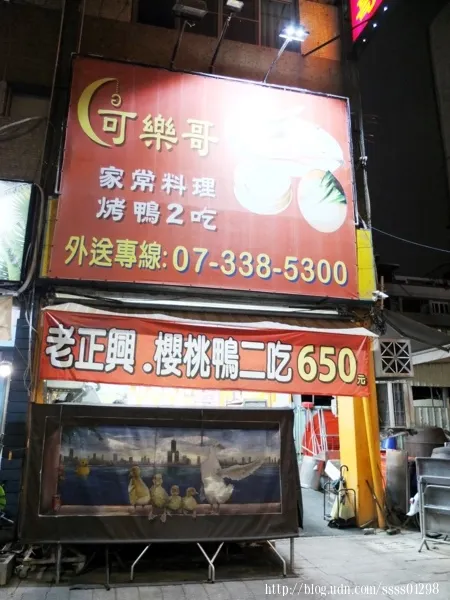 可樂哥
家常料理
烤鴨2吃
外送專線:07-338-5300
老正興.櫻桃鴨二吃650元
http://blog.udn.com/ssss01298